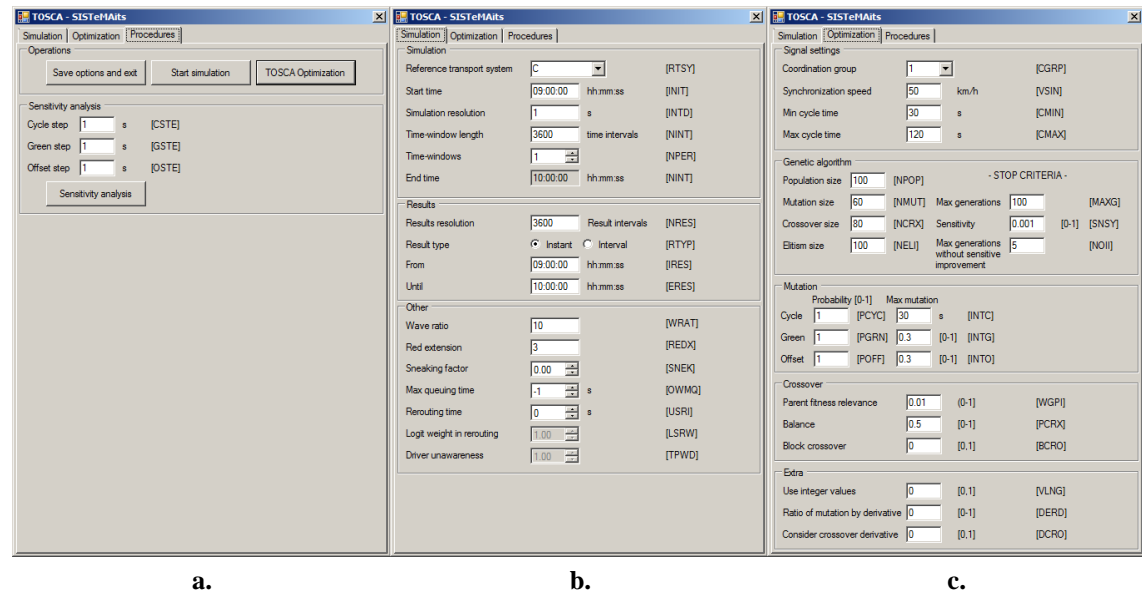 TOSCA - SISTeMAits
Simulation Optimization Procedures
Operations
Save options and exit Start simulation TOSCA Optimization
Sensitivity analysis
Cycle step 1 s [CSTE]
Green step 1 s [GSTE]
Offset step 1 s [OSTE]
Sensitivity analysis
a.
TOSCA - SISTeMAits
Simulation Optimization Procedures
Simulation
Reference transport system C [RTSY]
Start time 09:00:00 hh:mm:ss [INIT]
Simulation resolution 1 s [INTD]
Time-window length 3600 time intervals [NINT]
Time-windows 1 [NPER]
End time 10:00:00 hh:mm:ss [NINT]
Results
Results resolution 3600 Result intervals [NRES]
Result type Instant Interval [RTYP]
From 09:00:00 hh:mm:ss [IRES]
Until 10:00:00 hh:mm:ss [ERES]
Other
Wave ratio 10 [WRAT]
Red extension 3 [REDX]
Sneaking factor 0.00 [SNEK]
Max queuing time -1 s [OWMQ]
Rerouting time 0 s [USRI]
Logit weight in rerouting 1.00 [LSRW]
Driver unawareness 1.00 [TPWD]
b.
TOSCA - SISTeMAits
Simulation Optimization Procedures
Signal settings
Coordination group 1 [CGRP]
Synchronization speed 50 km/h [VSIN]
Min cycle time 30 s [CMIN]
Max cycle time 120 s [CMAX]
Genetic algorithm
Population size 100 [NPOP] - STOP CRITERIA -
Mutation size 60 [NMUT] Max generations 100 [MAXG]
Crossover size 80 [NCRX] Sensitivity 0.001 [0-1] [SNSY]
Elitism size 100 [NELI] Max generations 5 [NOII]
without sensitive
improvement
Mutation
Probability [0-1] Max mutation
Cycle 1 [PCYC] 30 s [INTC]
Green 1 [PGRN] 0.3 [0-1] [INTG]
Offset 1 [POFF] 0.3 [0-1] [INTO]
Crossover
Parent fitness relevance 0.01 (0-1) [WGPI]
Balance 0.5 [0-1] [PCRX]
Block crossover 0 [0,1] [BCRO]
Extra
Use integer values 0 [0,1] [VLNG]
Ratio of mutation by derivative 0 [0-1] [DERD]
Consider crossover derivative 0 [0,1] [DCRO]
c.